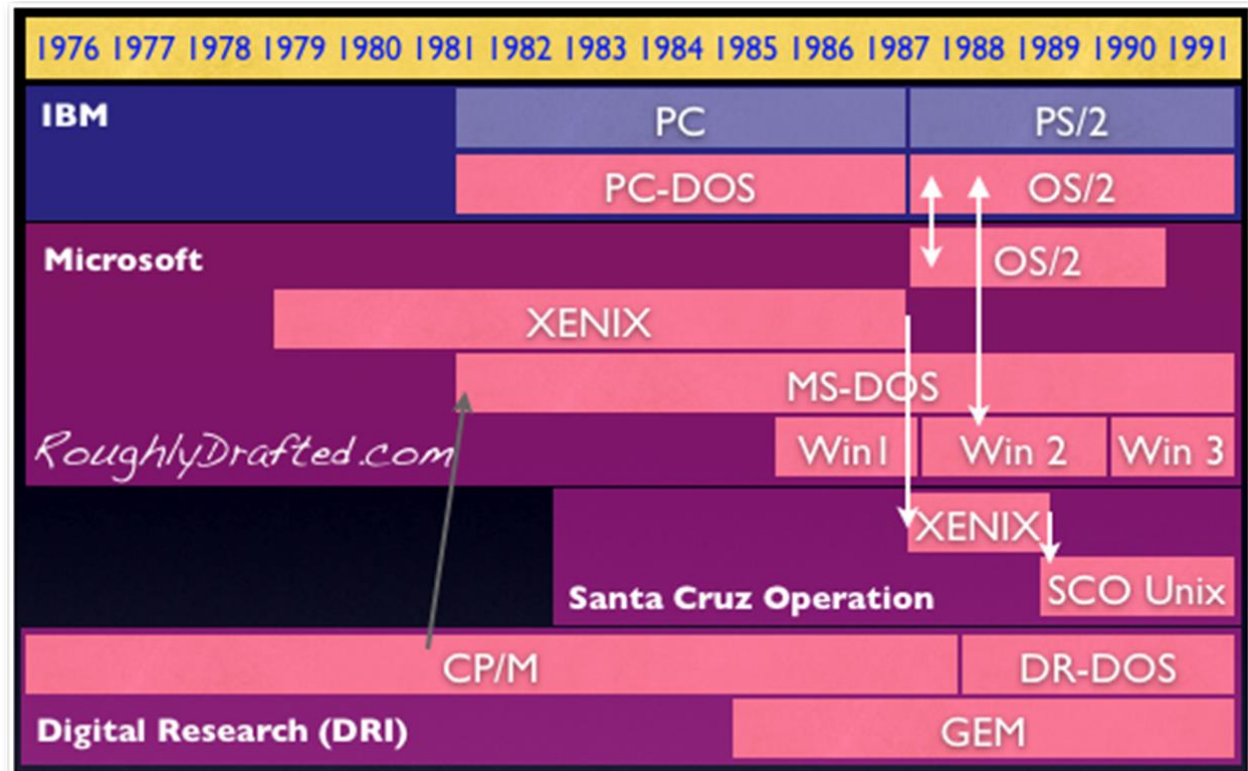 1976 1977 1978 1979 1980 1981 1982 1983 1984 1985 1986 1987 1988 1989 1990 1991
IBM
PC PS/2
PC-DOS OS/2
Microsoft
OS/2
XENIX
MS-DOS
RoughlyDrafted.com
Win1 Win 2 Win 3
XENIX
Santa Cruz Operation
SCO Unix
CP/M DR-DOS
Digital Research (DRI)
GEM